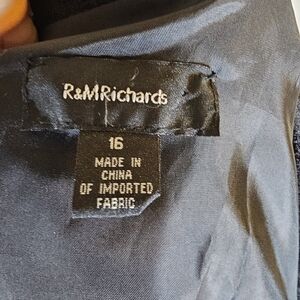 R&MRichards
16
MADE IN
CHINA
OF IMPORTED
FABRIC